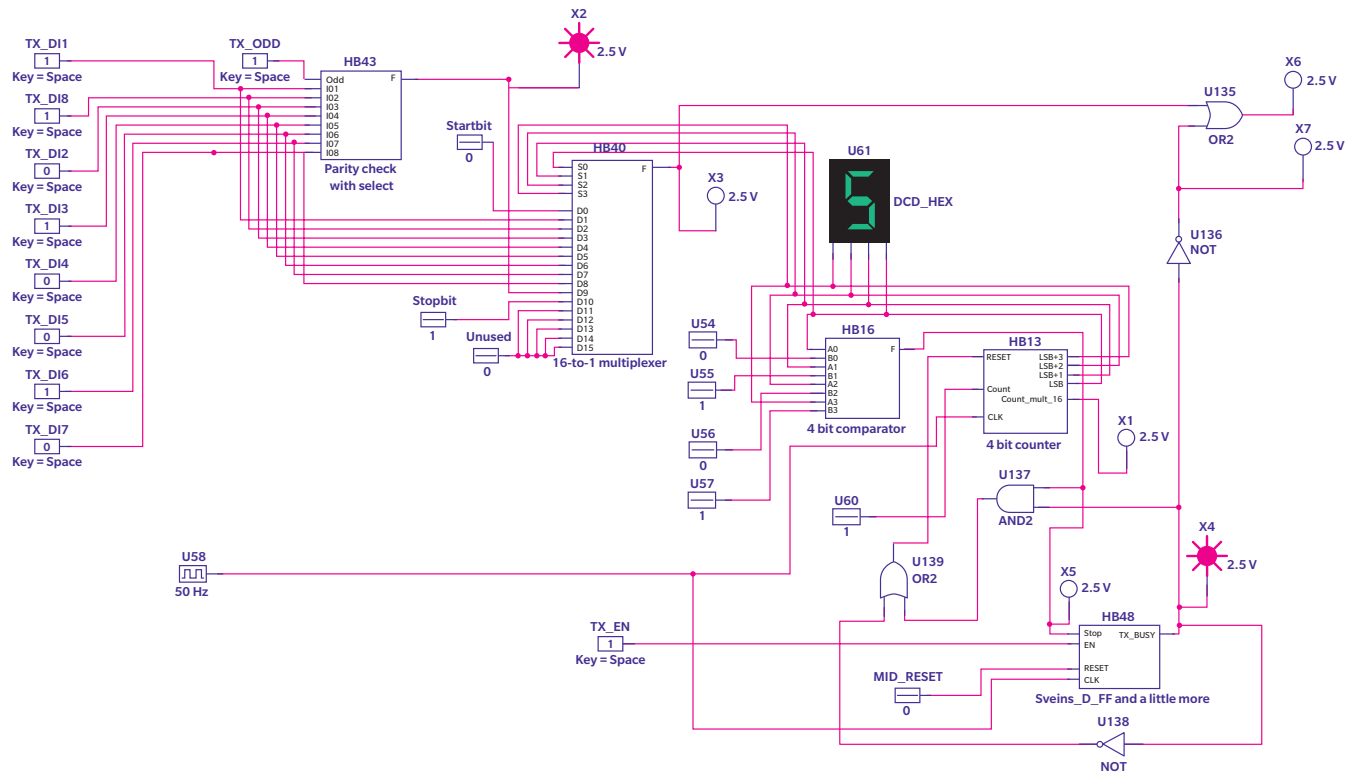 TX_DI1
1
Key = Space
TX_DI8
1
Key = Space
TX_DI2
0
Key = Space
TX_DI3
1
Key = Space
TX_DI4
0
Key = Space
TX_DI5
0
Key = Space
TX_DI6
1
Key = Space
TX_DI7
0
Key = Space
TX_ODD
1
Key = Space
HB43
Odd
I01
I02
I03
I04
I05
I06
I07
I08
F
Parity check
with select
X2
2.5 V
Startbit
0
Stopbit
1
Unused
0
HB40
S0
S1
S2
S3
D0
D1
D2
D3
D4
D5
D6
D7
D8
D9
D10
D11
D12
D13
D14
D15
F
16-to-1 multiplexer
X3
2.5 V
U61
5
DCD_HEX
U135
OR2
X6
2.5 V
X7
2.5 V
U136
NOT
U54
0
U55
1
U56
0
U57
1
HB16
A0
B0
A1
B1
A2
B2
A3
B3
F
4 bit comparator
HB13
RESET
Count
CLK
LSB+3
LSB+2
LSB+1
LSB
Count_mult_16
4 bit counter
X1
2.5 V
U60
1
U137
AND2
U58
50 Hz
U139
OR2
X5
2.5 V
X4
2.5 V
TX_EN
1
Key = Space
MID_RESET
0
HB48
Stop
EN
RESET
CLK
TX_BUSY
Sveins_D_FF and a little more
U138
NOT